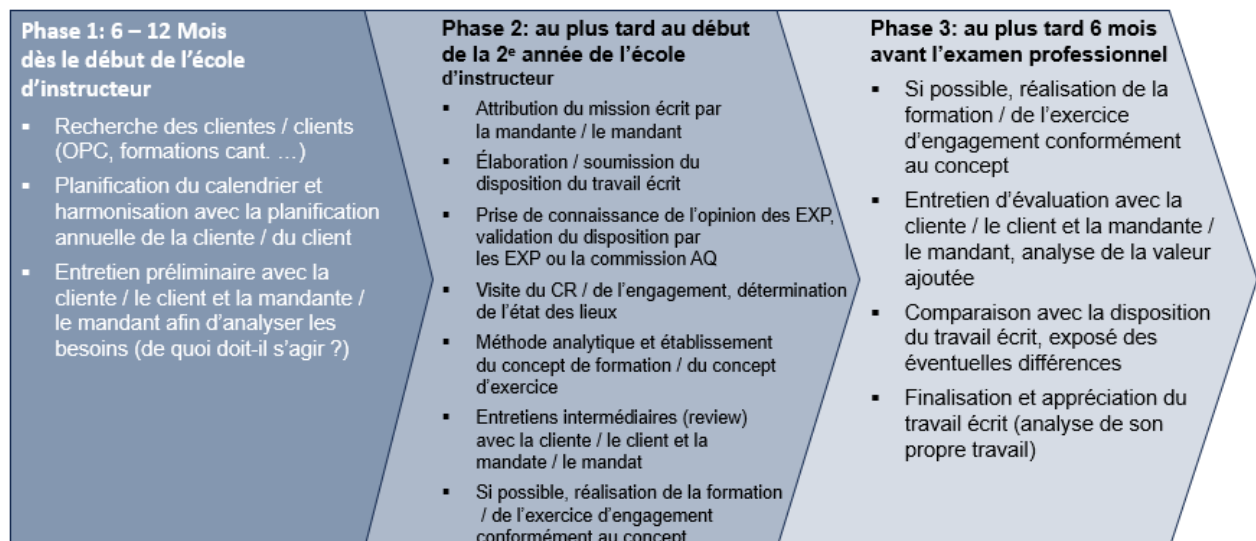 Phase 1: 6 – 12 Mois
dès le début de l'école
d'instructeur
▪ Recherche des clientes / clients
(OPC, formations cant. …)
▪ Planification du calendrier et
harmonisation avec la planification
annuelle de la cliente / du client
▪ Entretien préliminaire avec la
cliente / le client et la mandante /
le mandant afin d'analyser les
besoins (de quoi doit-il s'agir ?)
Phase 2: au plus tard au début
de la 2e année de l'école
d'instructeur
▪ Attribution du mission écrit par
la mandante / le mandant
▪ Élaboration / soumission du
disposition du travail écrit
▪ Prise de connaissance de l'opinion des EXP,
validation du disposition par
les EXP ou la commission AQ
▪ Visite du CR / de l'engagement, détermination
de l'état des lieux
▪ Méthode analytique et établissement
du concept de formation / du concept
d'exercice
▪ Entretiens intermédiaires (review)
avec la cliente / le client et la
mandate / le mandat
▪ Si possible, réalisation de la formation
/ de l'exercice d'engagement
conformément au concept
Phase 3: au plus tard 6 mois
avant l'examen professionnel
▪ Si possible, réalisation de la
formation / de l'exercice
d'engagement conformément
au concept
▪ Entretien d'évaluation avec la
cliente / le client et la mandante /
le mandant, analyse de la valeur
ajoutée
▪ Comparaison avec la disposition
du travail écrit, exposé des
éventuelles différences
▪ Finalisation et appréciation du
travail écrit (analyse de son
propre travail)